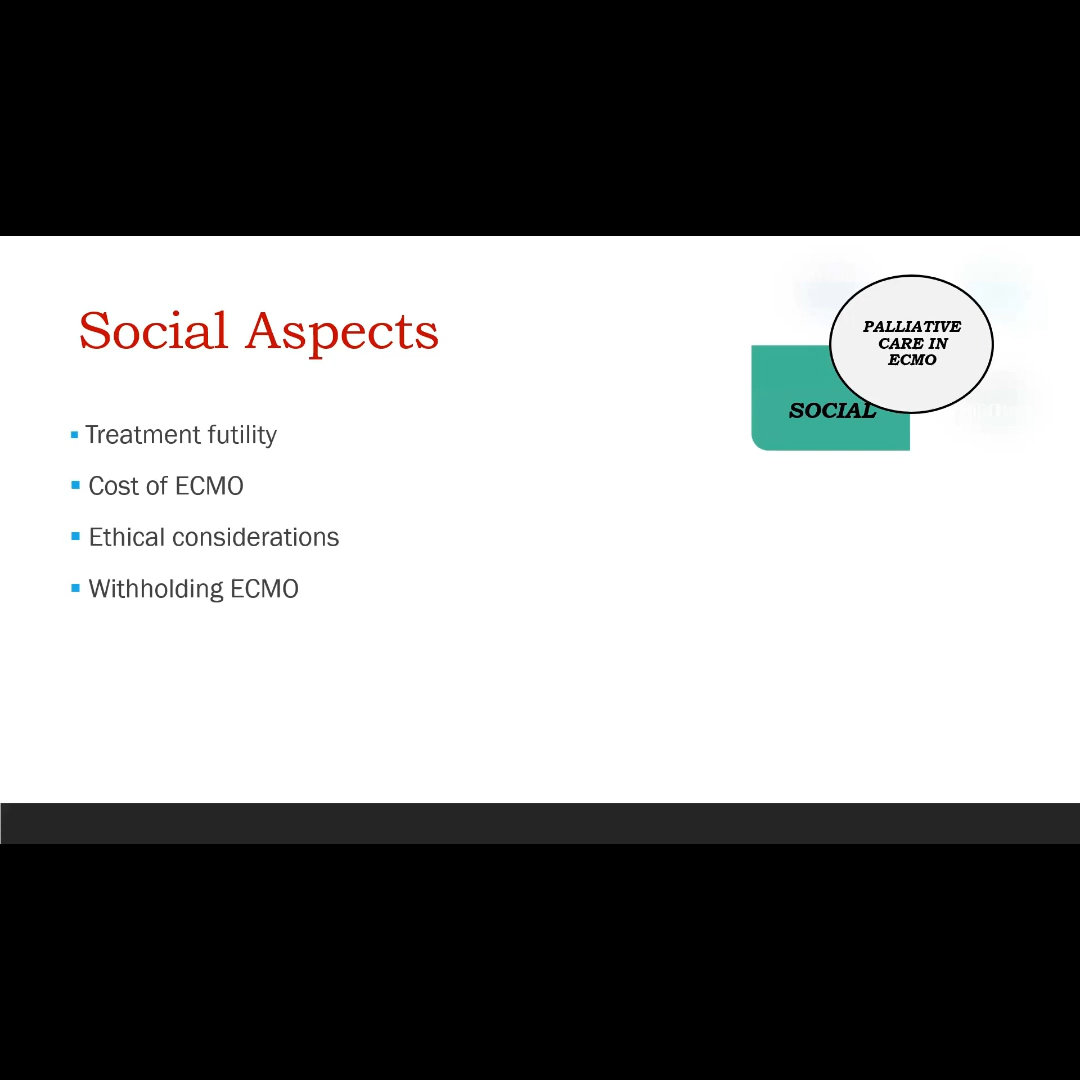 Social Aspects
PALLIATIVE
CARE IN
ECMO
SOCIAL
Treatment futility
Cost of ECMO
Ethical considerations
Withholding ECMO